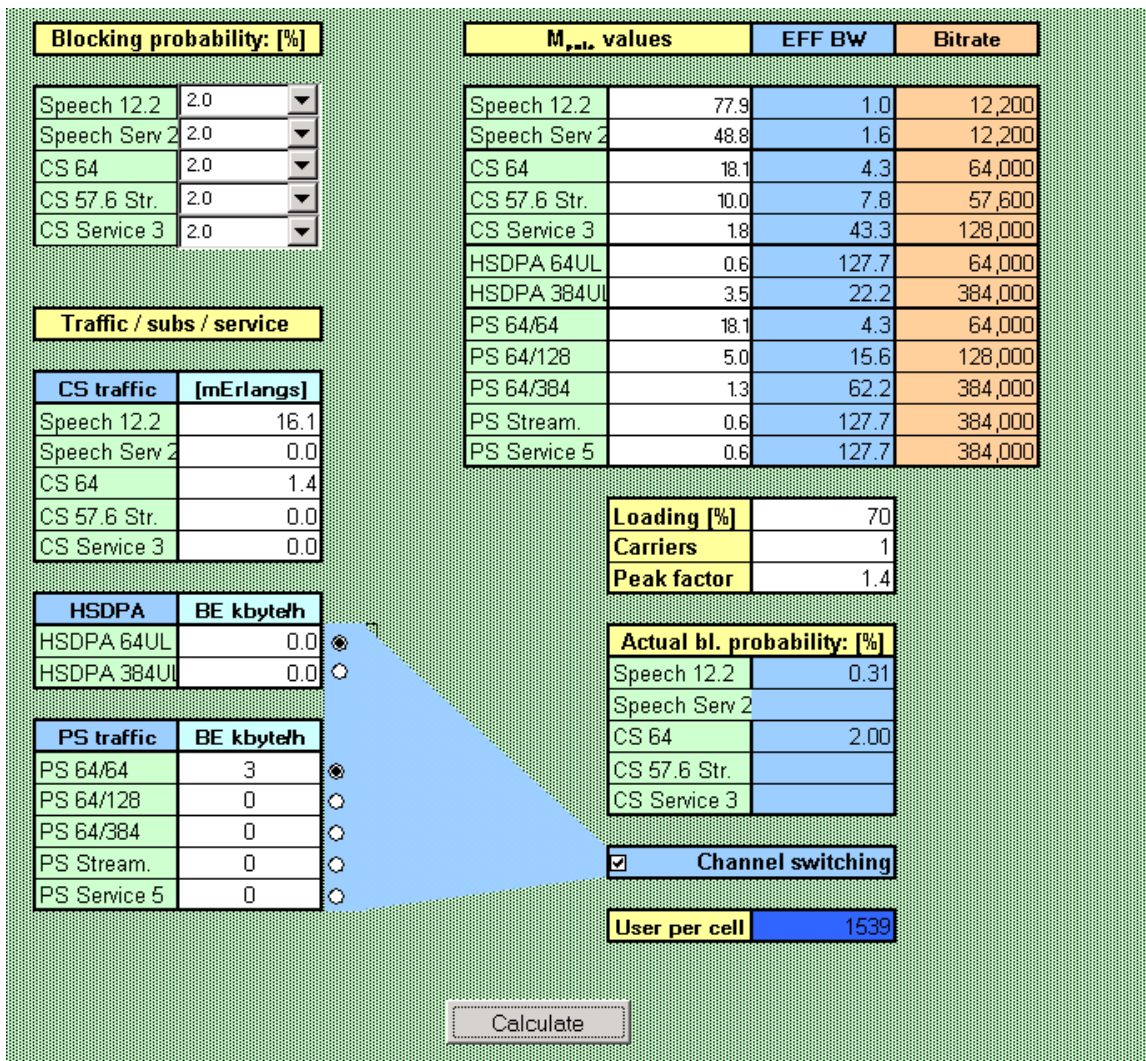 Blocking probability: [%]
Speech 12.2 2.0
Speech Serv 2 2.0
CS 64 2.0
CS 57.6 Str. 2.0
CS Service 3 2.0
Traffic / subs / service
CS traffic [mErlangs]
Speech 12.2 16.1
Speech Serv 2 0.0
CS 64 1.4
CS 57.6 Str. 0.0
CS Service 3 0.0
HSDPA BE kbyte/h
HSDPA 64UL 0.0
HSDPA 384UL 0.0
PS traffic BE kbyte/h
PS 64/64 3
PS 64/128 0
PS 64/384 0
PS Stream. 0
PS Service 5 0
Mpole values EFF BW Bitrate
Speech 12.2 77.9 1.0 12,200
Speech Serv 2 48.8 1.6 12,200
CS 64 18.1 4.3 64,000
CS 57.6 Str. 10.0 7.8 57,600
CS Service 3 1.8 43.3 128,000
HSDPA 64UL 0.6 127.7 64,000
HSDPA 384UL 3.5 22.2 384,000
PS 64/64 18.1 4.3 64,000
PS 64/128 5.0 15.6 128,000
PS 64/384 1.3 62.2 384,000
PS Stream. 0.6 127.7 384,000
PS Service 5 0.6 127.7 384,000
Loading [%] 70
Carriers 1
Peak factor 1.4
Actual bl. probability: [%]
Speech 12.2 0.31
Speech Serv 2
CS 64 2.00
CS 57.6 Str.
CS Service 3
Channel switching
User per cell 1539
Calculate